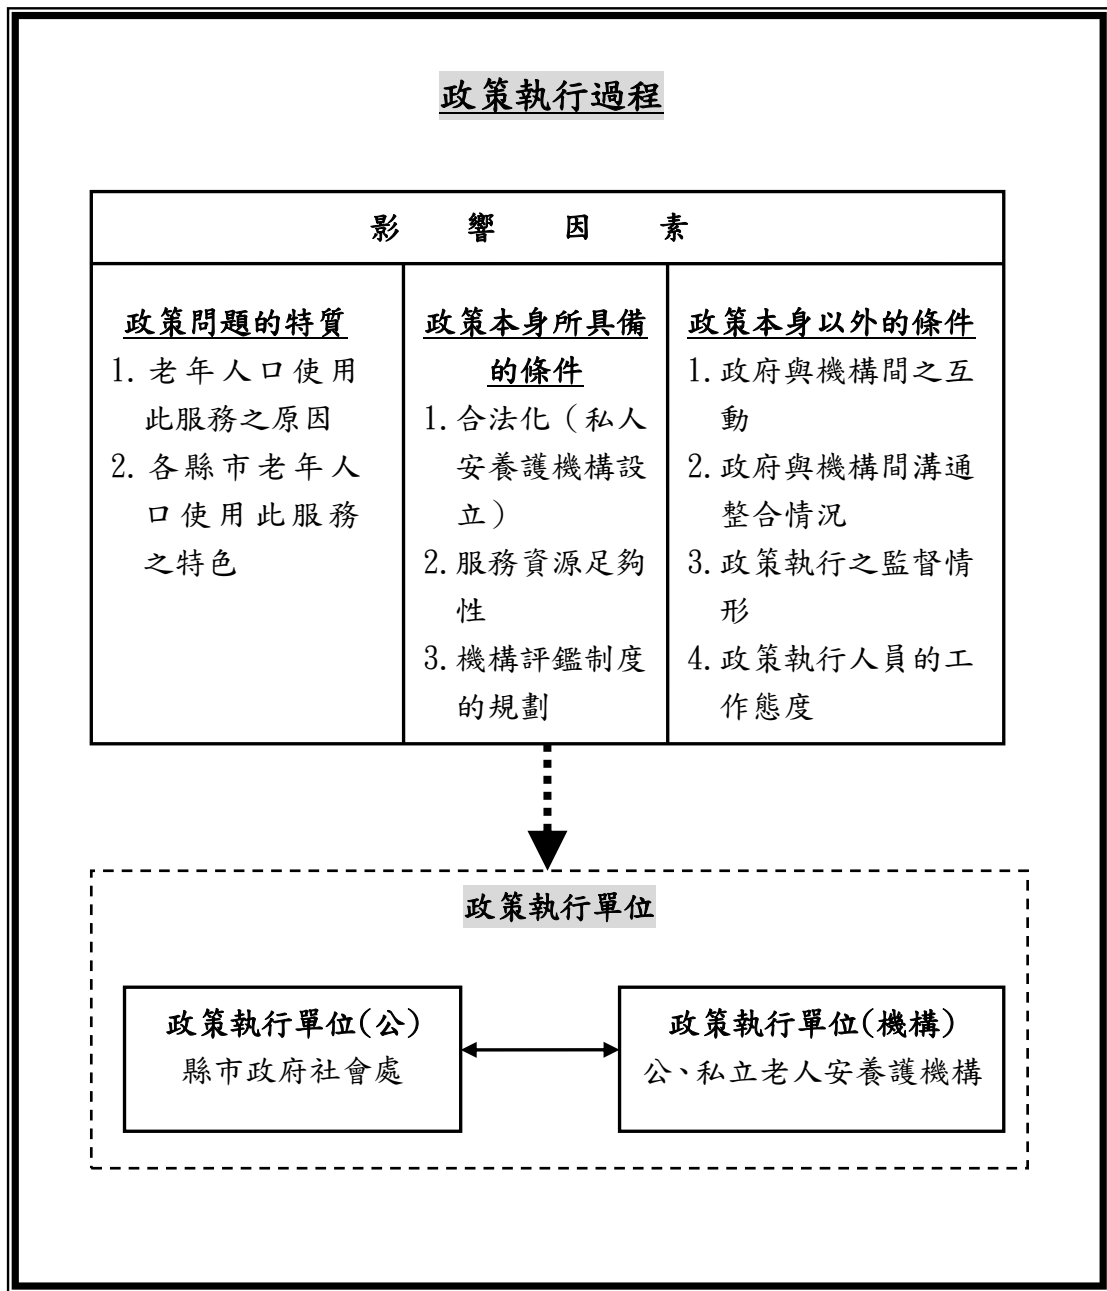 政策執行過程
影響因素
政策問題的特質
1. 老年人口使用
此服務之原因
2. 各縣市老年人
口使用此服務
之特色
政策本身所具備
的條件
1. 合法化（私人
安養護機構設
立）
2. 服務資源足夠
性
3. 機構評鑑制度
的規劃
政策本身以外的條件
1. 政府與機構間之互
動
2. 政府與機構間溝通
整合情況
3. 政策執行之監督情
形
4. 政策執行人員的工
作態度
政策執行單位
政策執行單位(公)
縣市政府社會處
政策執行單位(機構)
公、私立老人安養護機構